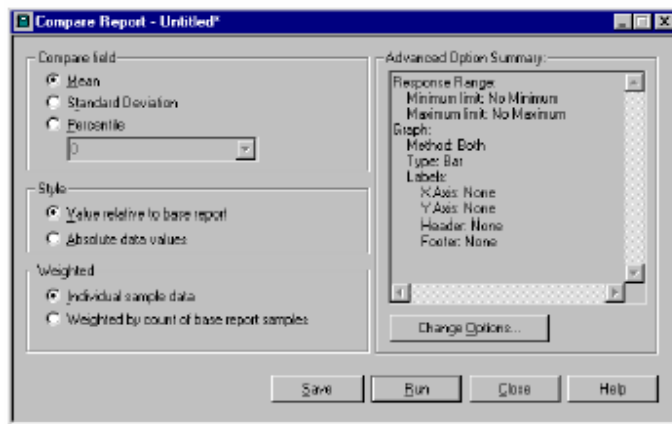 Compare Report - Untitled*
Compare field
Mean
Standard Deviation
Percentile
0
Style
Value relative to base report
Absolute data values
Weighted
Individual sample data
Weighted by count of base report samples
Advanced Option Summary:
Response Range:
Minimum limit: No Minimum
Maximum limit: No Maximum
Graph:
Method: Both
Type: Bar
Labels:
X Axis: None
Y Axis: None
Header: None
Footer: None
Change Options...
Save Run Close Help